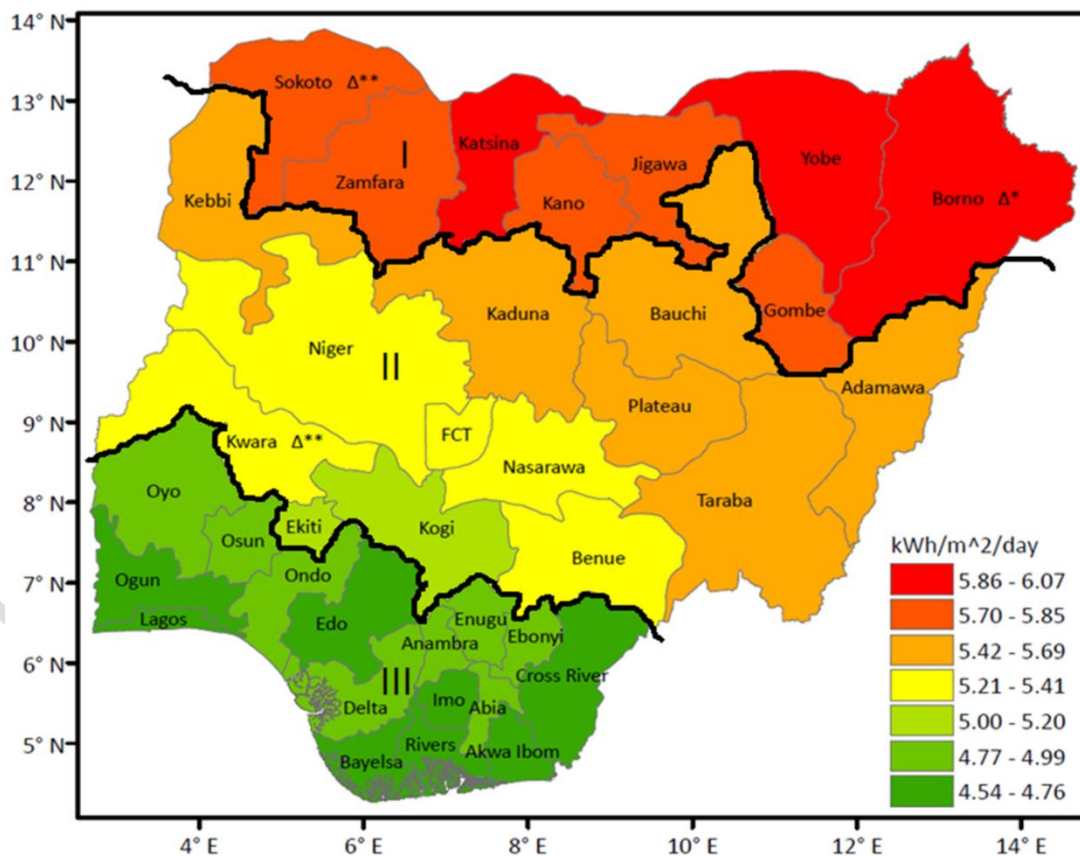 14° N
13° N
12° N
11° N
10° N
9° N
8° N
7° N
6° N
5° N
Sokoto Δ**
I
Katsina
Zamfara
Kebbi
Kano
Jigawa
Yobe
Borno Δ*
Gombe
Kaduna
Bauchi
Niger
II
Adamawa
Plateau
Kwara Δ**
FCT
Nasarawa
Taraba
Oyo
Osun
Ekiti
Kogi
Benue
Ogun
Ondo
Lagos
Edo
Enugu
Anambra
Ebonyi
III
Cross River
Delta
Imo
Abia
Rivers
Akwa Ibom
Bayelsa
kWh/m^2/day
5.86 - 6.07
5.70 - 5.85
5.42 - 5.69
5.21 - 5.41
5.00 - 5.20
4.77 - 4.99
4.54 - 4.76
4° E
6° E
8° E
10° E
12° E
14° E